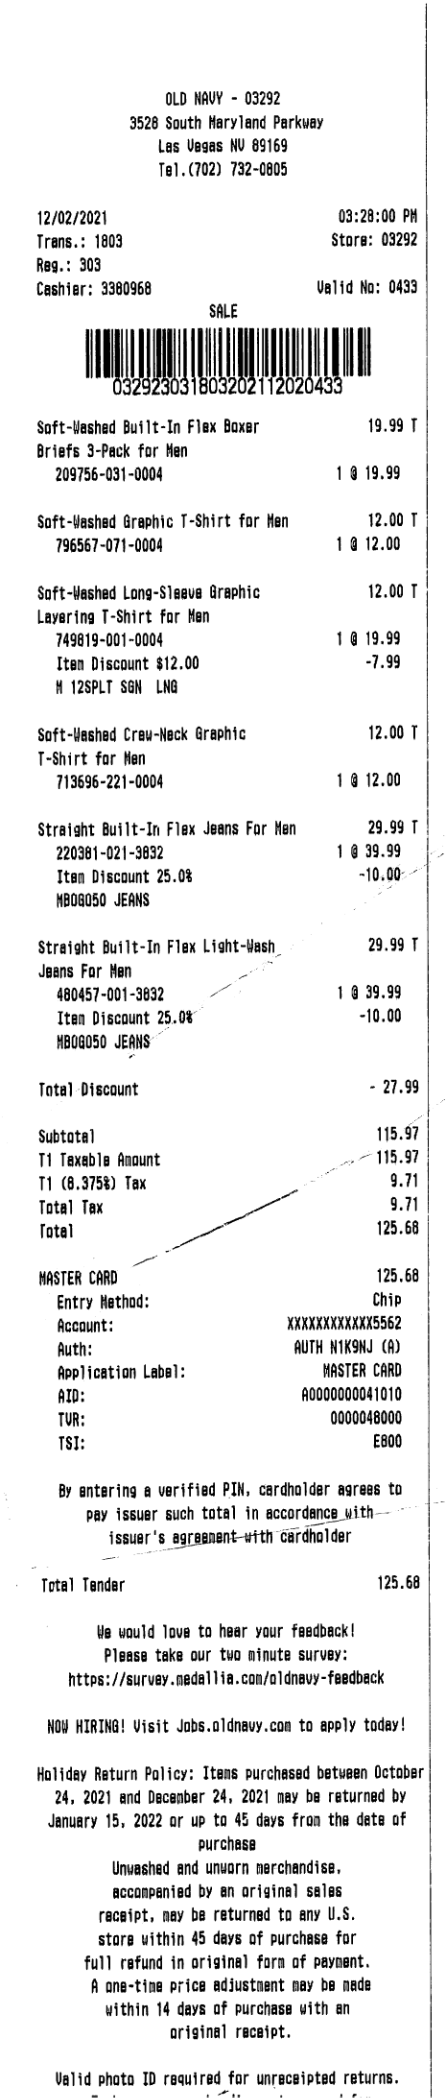 OLD NAVY - 03292
3528 South Maryland Parkway
Las Vegas NV 89169
Tel.(702) 732-0805
12/02/2021 03:28:00 PM
Trans.: 1803 Store: 03292
Reg.: 303
Cashier: 3380968 Valid No: 0433
SALE
03292303180320211202 0433
Soft-Washed Built-In Flex Boxer 19.99 T
Briefs 3-Pack for Men
209756-031-0004 1 @ 19.99
Soft-Washed Graphic T-Shirt for Men 12.00 T
796567-071-0004 1 @ 12.00
Soft-Washed Long-Sleeve Graphic 12.00 T
Layering T-Shirt for Men
749819-001-0004 1 @ 19.99
Item Discount $12.00 -7.99
M 12SPLT SGN LNG
Soft-Washed Crew-Neck Graphic 12.00 T
T-Shirt for Men
713696-221-0004 1 @ 12.00
Straight Built-In Flex Jeans For Men 29.99 T
220381-021-3832 1 @ 39.99
Item Discount 25.0% -10.00
MBOGO50 JEANS
Straight Built-In Flex Light-Wash 29.99 T
Jeans For Men
480457-001-3832 1 @ 39.99
Item Discount 25.0% -10.00
MBOGO50 JEANS
Total Discount - 27.99
Subtotal 115.97
T1 Taxable Amount 115.97
T1 (8.375%) Tax 9.71
Total Tax 9.71
Total 125.68
MASTER CARD 125.68
Entry Method: Chip
Account: XXXXXXXXXXXX5562
Auth: AUTH N1K9NJ (A)
Application Label: MASTER CARD
AID: A0000000041010
TVR: 0000048000
TSI: E800
By entering a verified PIN, cardholder agrees to
pay issuer such total in accordance with
issuer's agreement with cardholder
Total Tender 125.68
We would love to hear your feedback!
Please take our two minute survey:
https://survey.medallia.com/oldnavy-feedback
NOW HIRING! Visit Jobs.oldnavy.com to apply today!
Holiday Return Policy: Items purchased between October
24, 2021 and December 24, 2021 may be returned by
January 15, 2022 or up to 45 days from the date of
purchase
Unwashed and unworn merchandise,
accompanied by an original sales
receipt, may be returned to any U.S.
store within 45 days of purchase for
full refund in original form of payment.
A one-time price adjustment may be made
within 14 days of purchase with an
original receipt.
Valid photo ID required for unreceipted returns.